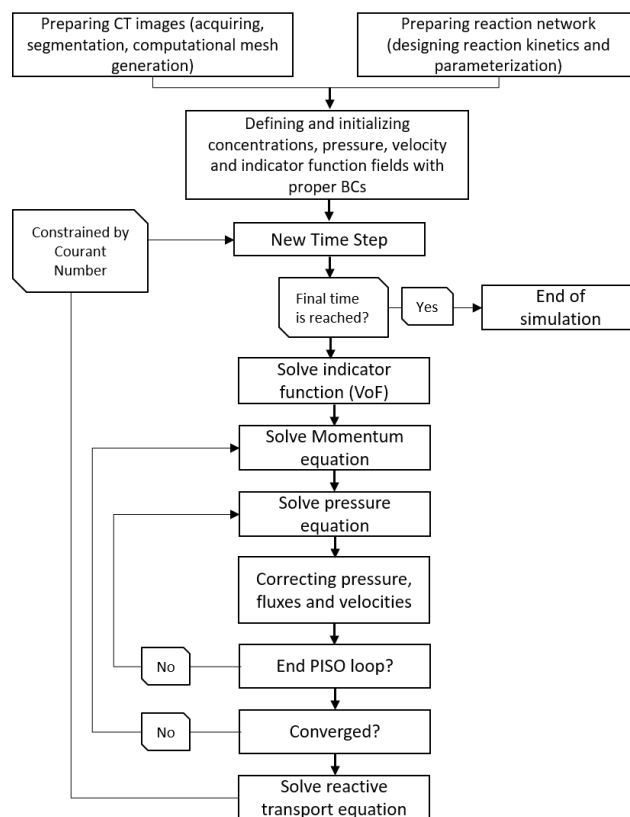 Preparing CT images (acquiring,
segmentation, computational mesh
generation)
Preparing reaction network
(designing reaction kinetics and
parameterization)
Defining and initializing
concentrations, pressure, velocity
and indicator function fields with
proper BCs
Constrained by
Courant
Number
New Time Step
Final time
is reached?
Yes
End of
simulation
Solve indicator
function (VoF)
Solve Momentum
equation
Solve pressure
equation
Correcting pressure,
fluxes and velocities
No
End PISO loop?
No
Converged?
Solve reactive
transport equation